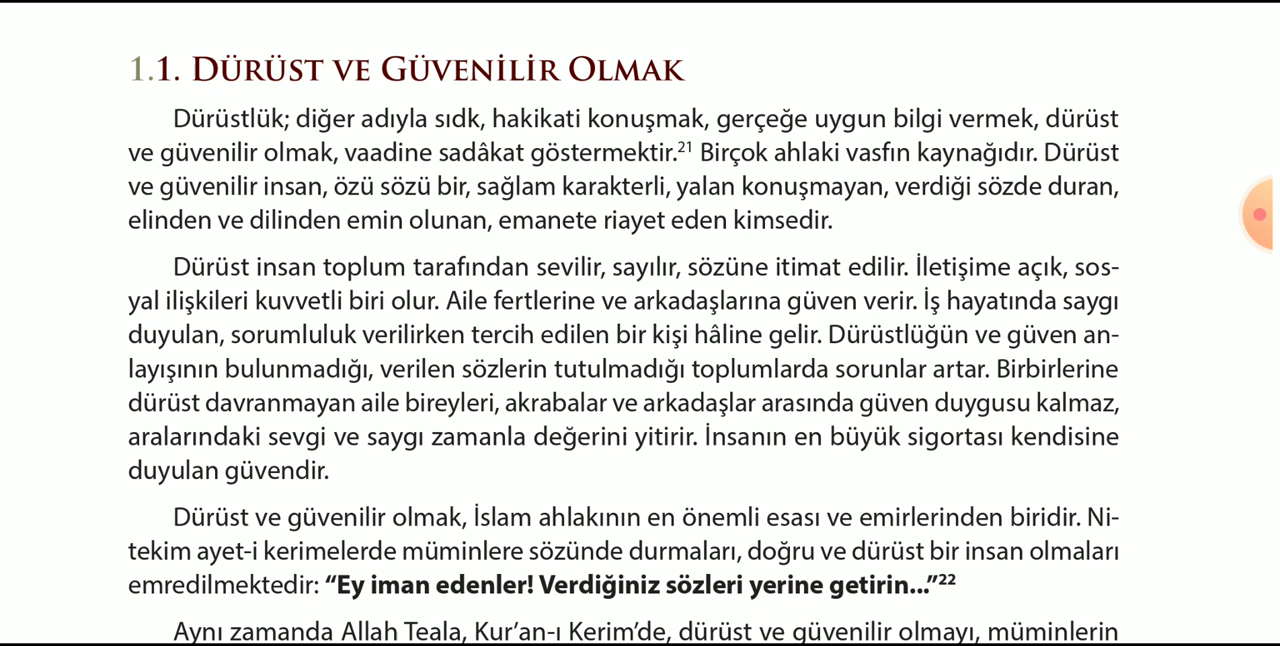 1.1. DÜRÜST VE GÜVENİLİR OLMAK
Dürüstlük; diğer adıyla sıdk, hakikati konuşmak, gerçeğe uygun bilgi vermek, dürüst
ve güvenilir olmak, vaadine sadâkat göstermektir.21 Birçok ahlaki vasfın kaynağıdır. Dürüst
ve güvenilir insan, özü sözü bir, sağlam karakterli, yalan konuşmayan, verdiği sözde duran,
elinden ve dilinden emin olunan, emanete riayet eden kimsedir.
Dürüst insan toplum tarafından sevilir, sayılır, sözüne itimat edilir. İletişime açık, sos-
yal ilişkileri kuvvetli biri olur. Aile fertlerine ve arkadaşlarına güven verir. İş hayatında saygı
duyulan, sorumluluk verilirken tercih edilen bir kişi hâline gelir. Dürüstlüğün ve güven an-
layışının bulunmadığı, verilen sözlerin tutulmadığı toplumlarda sorunlar artar. Birbirlerine
dürüst davranmayan aile bireyleri, akrabalar ve arkadaşlar arasında güven duygusu kalmaz,
aralarındaki sevgi ve saygı zamanla değerini yitirir. İnsanın en büyük sigortası kendisine
duyulan güvendir.
Dürüst ve güvenilir olmak, İslam ahlakının en önemli esası ve emirlerinden biridir. Ni-
tekim ayet-i kerimelerde müminlere sözünde durmaları, doğru ve dürüst bir insan olmaları
emredilmektedir: “Ey iman edenler! Verdiğiniz sözleri yerine getirin...”22
Aynı zamanda Allah Teala, Kur’an-ı Kerim’de, dürüst ve güvenilir olmayı, müminlerin